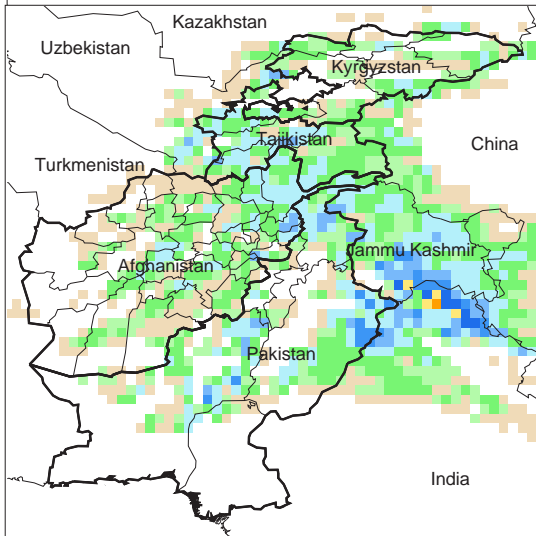 Kazakhstan
Uzbekistan
Kyrgyzstan
Tajikistan
China
Turkmenistan
Jammu Kashmir
Afghanistan
Pakistan
India